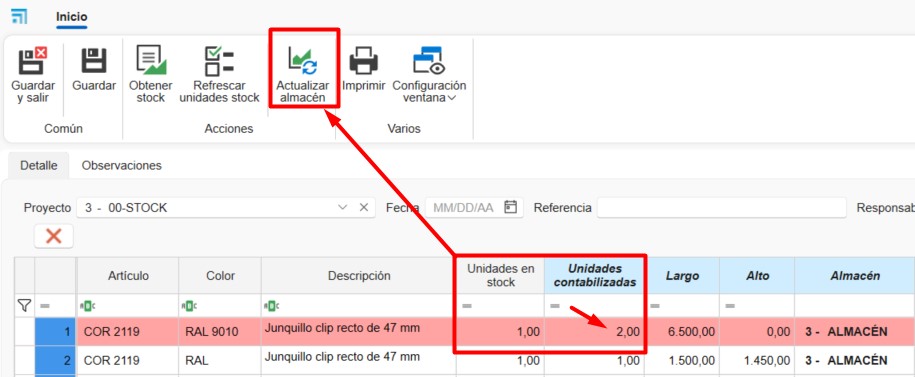 Inicio
Guardar y salir
Guardar
Obtener stock
Refrescar unidades stock
Actualizar almacén
Imprimir
Configuración ventana
Común
Acciones
Varios
Detalle
Observaciones
Proyecto 3 - 00-STOCK Fecha MM/DD/AA Referencia Responsab
Artículo Color Descripción Unidades en stock Unidades contabilizadas Largo Alto Almacén
1 COR 2119 RAL 9010 Junquillo clip recto de 47 mm 1,00 2,00 6.500,00 0,00 3 - ALMACÉN
2 COR 2119 RAL Junquillo clip recto de 47 mm 1,00 1,00 1.500,00 1.450,00 3 - ALMACÉN